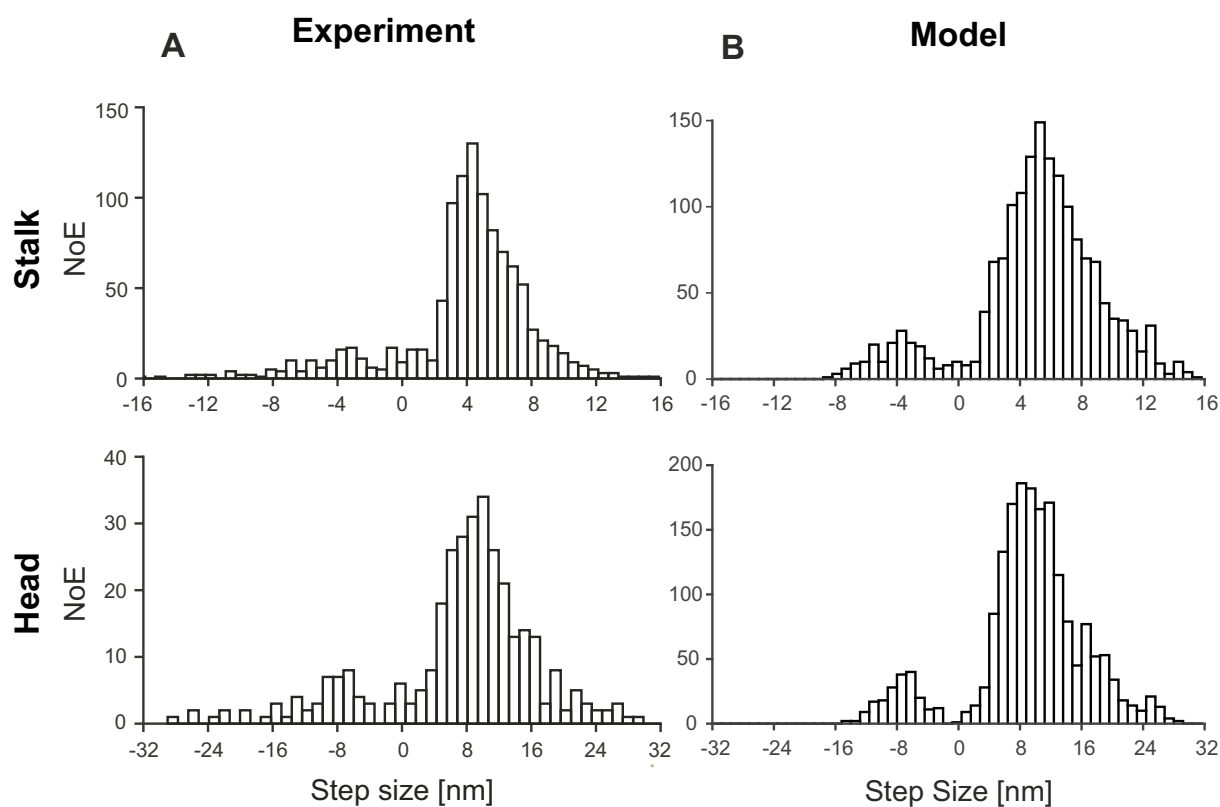 A Experiment
B Model
Stalk
NoE
150
100
50
0
-16 -12 -8 -4 0 4 8 12 16
150
100
50
0
-16 -12 -8 -4 0 4 8 12 16
Head
NoE
40
30
20
10
0
-32 -24 -16 -8 0 8 16 24 32
Step size [nm]
200
150
100
50
0
-32 -24 -16 -8 0 8 16 24 32
Step Size [nm]